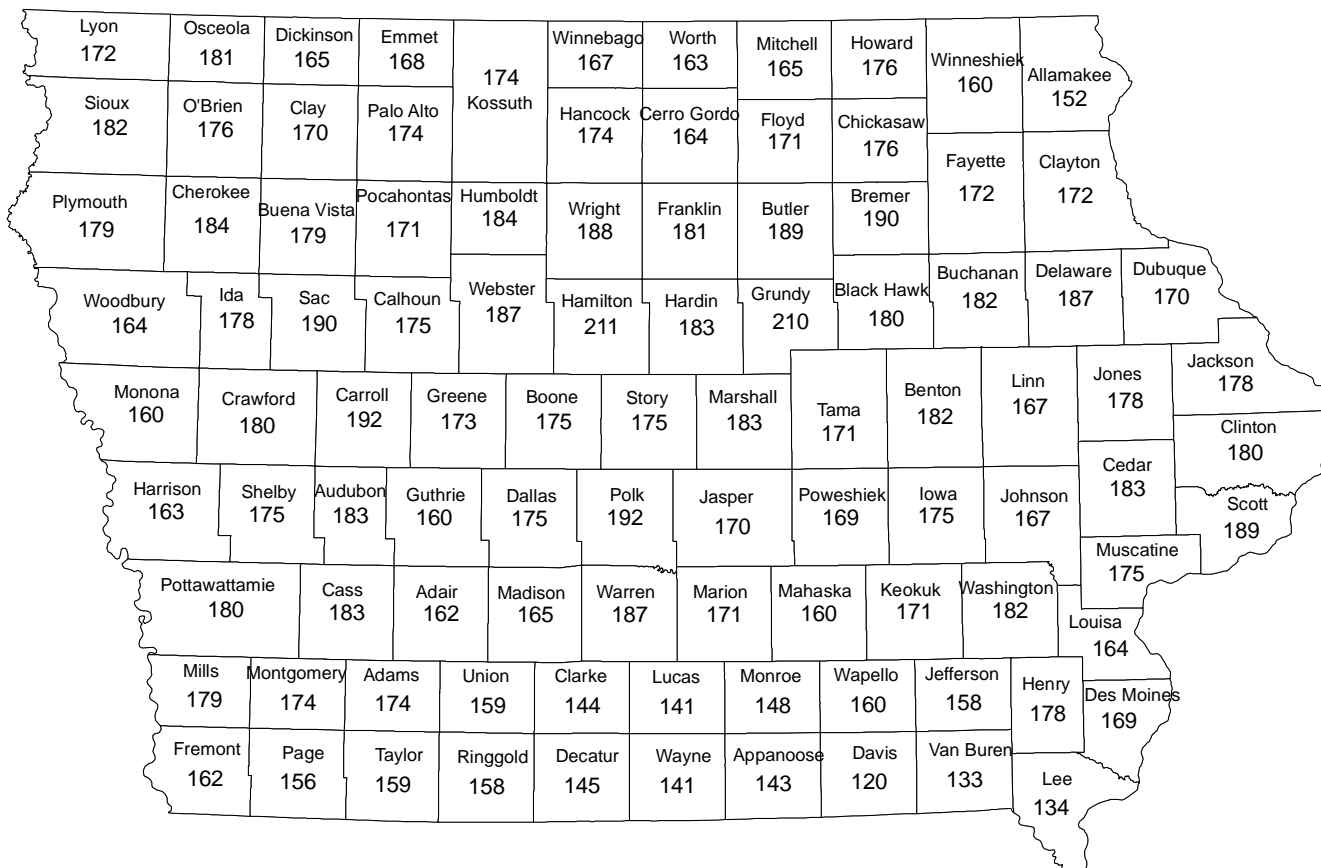 Lyon
172
Osceola
181
Dickinson
165
Emmet
168
174
Kossuth
Winnebago
167
Worth
163
Mitchell
165
Howard
176
Winneshiek
160
Allamakee
152
Sioux
182
O'Brien
176
Clay
170
Palo Alto
174
Hancock
174
Cerro Gordo
164
Floyd
171
Chickasaw
176
Fayette
172
Clayton
172
Plymouth
179
Cherokee
184
Buena Vista
179
Pocahontas
171
Humboldt
184
Wright
188
Franklin
181
Butler
189
Bremer
190
Woodbury
164
Ida
178
Sac
190
Calhoun
175
Webster
187
Hamilton
211
Hardin
183
Grundy
210
Black Hawk
180
Buchanan
182
Delaware
187
Dubuque
170
Monona
160
Crawford
180
Carroll
192
Greene
173
Boone
175
Story
175
Marshall
183
Tama
171
Benton
182
Linn
167
Jones
178
Jackson
178
Clinton
180
Cedar
183
Harrison
163
Shelby
175
Audubon
183
Guthrie
160
Dallas
175
Polk
192
Jasper
170
Poweshiek
169
Iowa
175
Johnson
167
Scott
189
Muscatine
175
Pottawattamie
180
Cass
183
Adair
162
Madison
165
Warren
187
Marion
171
Mahaska
160
Keokuk
171
Washington
182
Louisa
164
Mills
179
Montgomery
174
Adams
174
Union
159
Clarke
144
Lucas
141
Monroe
148
Wapello
160
Jefferson
158
Henry
178
Des Moines
169
Fremont
162
Page
156
Taylor
159
Ringgold
158
Decatur
145
Wayne
141
Appanoose
143
Davis
120
Van Buren
133
Lee
134